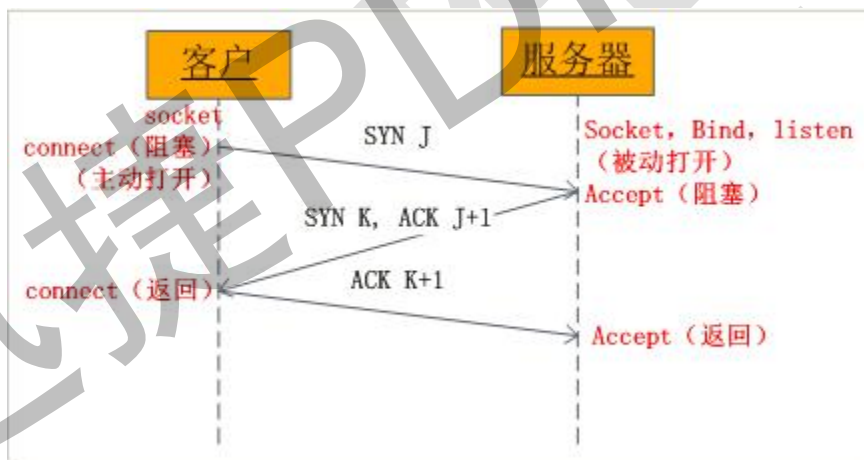 客户
服务器
socket
connect（阻塞）
（主动打开）
SYN J
Socket，Bind，listen
（被动打开）
Accept（阻塞）
SYN K, ACK J+1
connect（返回）
ACK K+1
Accept（返回）